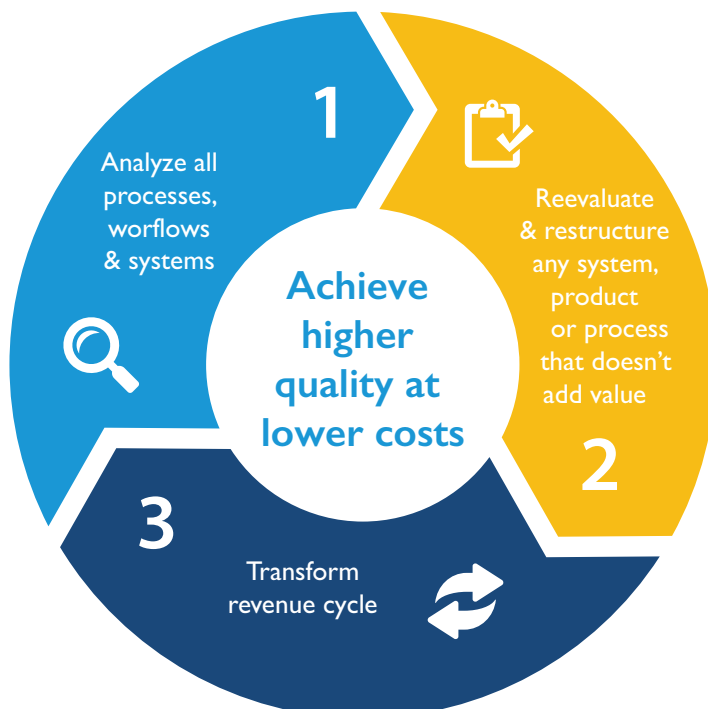 1
Analyze all
processes,
worflows
& systems
2
Reevaluate
& restructure
any system,
product
or process
that doesn't
add value
3
Transform
revenue cycle
Achieve
higher
quality at
lower costs